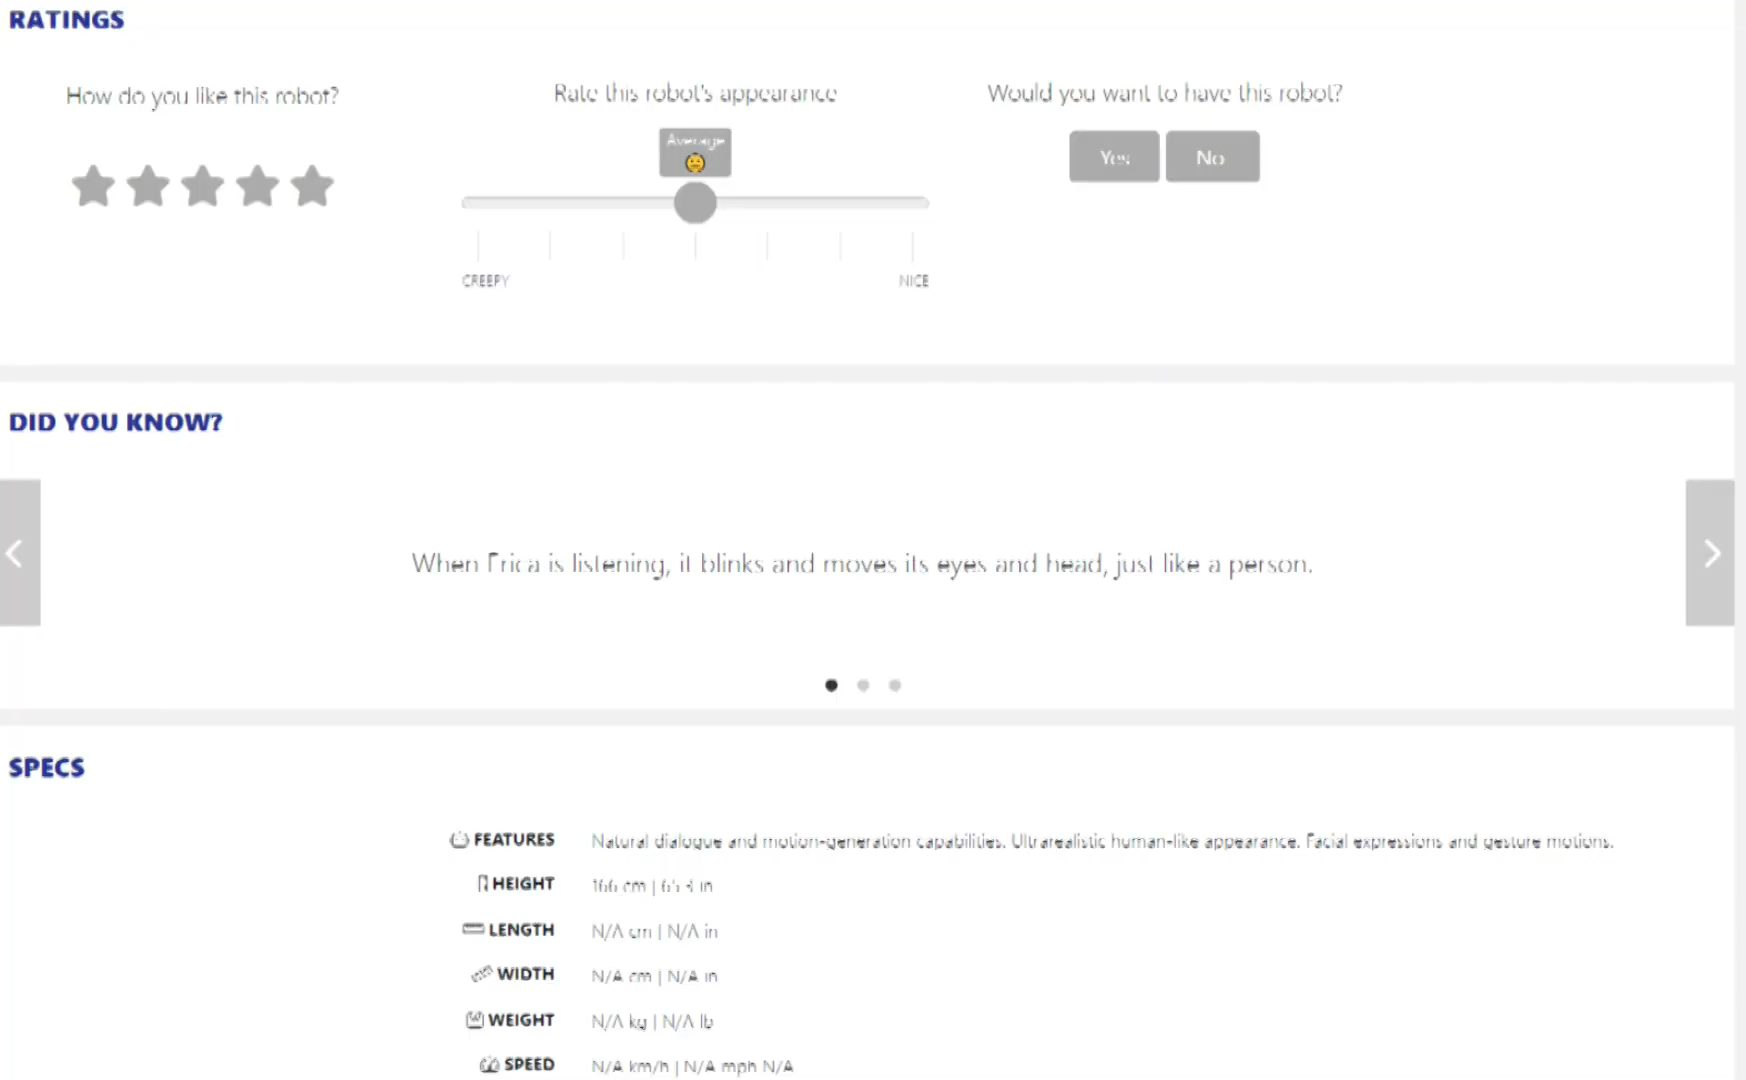 RATINGS
How do you like this robot?
Rate this robot's appearance
Would you want to have this robot?
Average
Yes
No
CREEPY
NICE
DID YOU KNOW?
When Erica is listening, it blinks and moves its eyes and head, just like a person.
SPECS
FEATURES Natural dialogue and motion-generation capabilities. Ultrarealistic human-like appearance. Facial expressions and gesture motions.
HEIGHT 166 cm | in
LENGTH N/A cm | N/A in
WIDTH N/A cm | N/A in
WEIGHT N/A kg | N/A lb
SPEED N/A km/h | N/A mph N/A